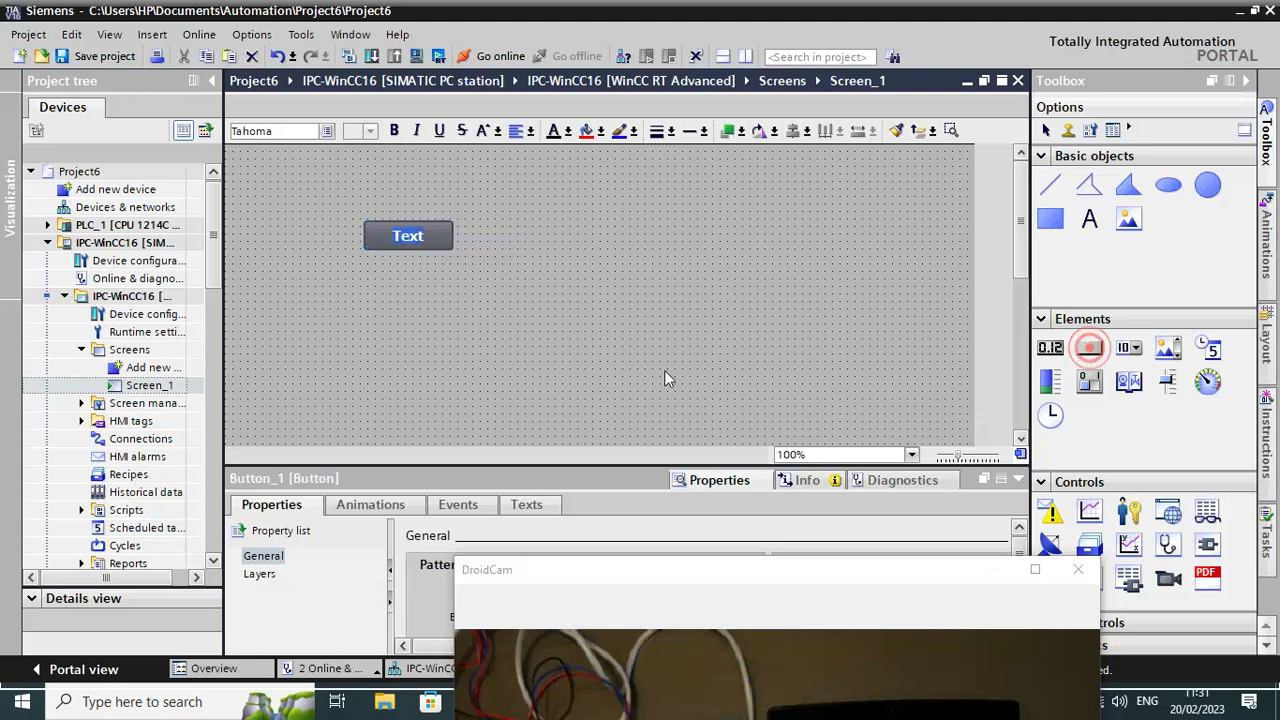 Siemens - C:\Users\HP\Documents\Automation\Project6\Project6
TIA
V16
Project Edit View Insert Online Options Tools Window Help
Totally Integrated Automation
PORTAL
Save project
Go online
Go offline
<Search in project>
Project tree
Project6 IPC-WinCC16 [SIMATIC PC station] IPC-WinCC16 [WinCC RT Advanced] Screens Screen_1
Toolbox
Devices
Options
Tahoma
B I U S A
Visualization
Project6
Add new device
Devices & networks
PLC_1 [CPU 1214C ...
IPC-WinCC16 [SIM...
Device configura...
Online & diagno...
IPC-WinCC16 [...
Device config...
Runtime setti...
Screens
Add new ...
Screen_1
Screen mana...
HMI tags
Connections
HMI alarms
Recipes
Historical data
Scripts
Scheduled ta...
Cycles
Reports
Details view
Text
100%
Button_1 [Button]
Properties
Info
Diagnostics
Properties
Animations
Events
Texts
Property list
General
Layers
General
DroidCam
Basic objects
A
Elements
0.12
10
5
Controls
PDF
Toolbox
Animations
Layout
Instructions
Tasks
Portal view
Overview
2 Online & ...
Type here to search
ENG
11:31
20/02/2023